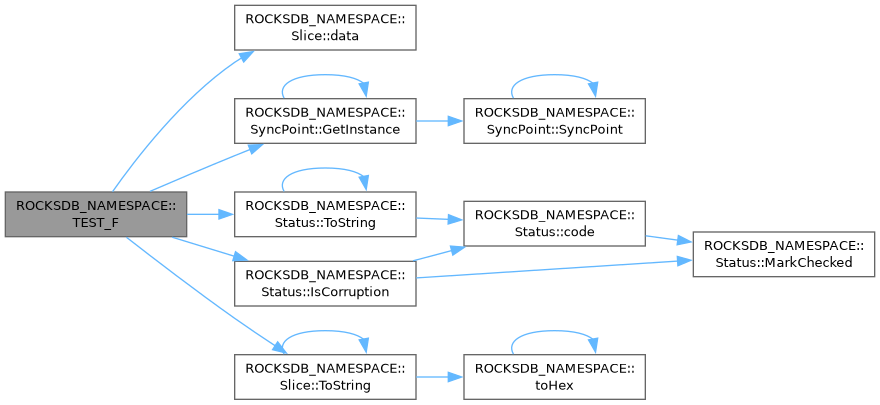 ROCKSDB_NAMESPACE::
Slice::data
ROCKSDB_NAMESPACE::
SyncPoint::GetInstance
ROCKSDB_NAMESPACE::
SyncPoint::SyncPoint
ROCKSDB_NAMESPACE::
TEST_F
ROCKSDB_NAMESPACE::
Status::ToString
ROCKSDB_NAMESPACE::
Status::code
ROCKSDB_NAMESPACE::
Status::MarkChecked
ROCKSDB_NAMESPACE::
Status::IsCorruption
ROCKSDB_NAMESPACE::
Slice::ToString
ROCKSDB_NAMESPACE::
toHex